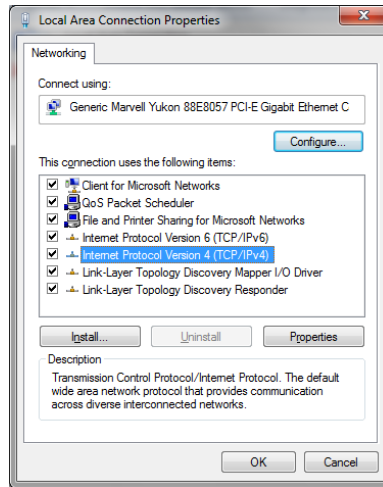 Local Area Connection Properties
Networking
Connect using:
Generic Marvell Yukon 88E8057 PCI-E Gigabit Ethernet C
Configure...
This connection uses the following items:
Client for Microsoft Networks
QoS Packet Scheduler
File and Printer Sharing for Microsoft Networks
Internet Protocol Version 6 (TCP/IPv6)
Internet Protocol Version 4 (TCP/IPv4)
Link-Layer Topology Discovery Mapper I/O Driver
Link-Layer Topology Discovery Responder
Install... Uninstall Properties
Description
Transmission Control Protocol/Internet Protocol. The default
wide area network protocol that provides communication
across diverse interconnected networks.
OK Cancel